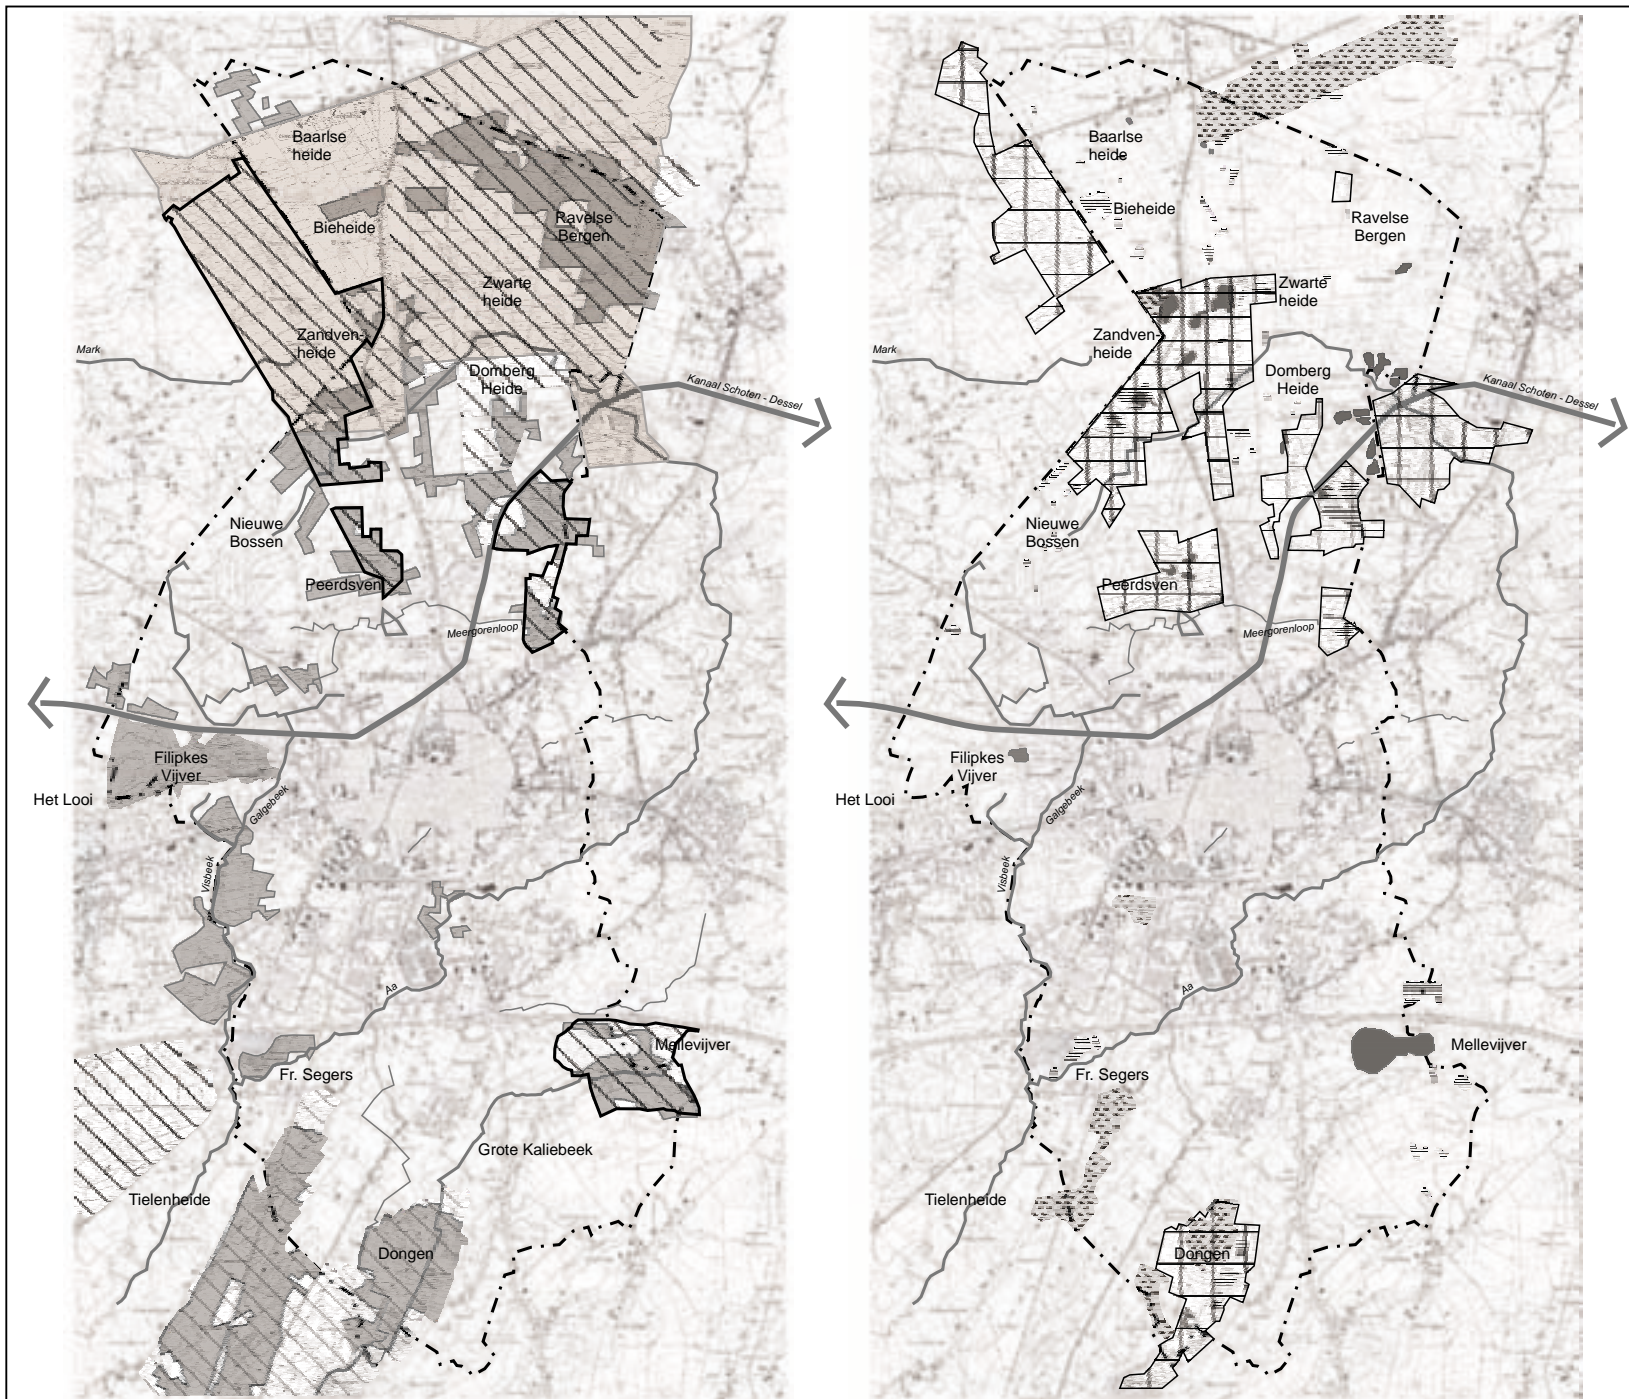 Baarlse
heide
Bieheide
Ravelse
Bergen
Zwarte
heide
Zandven-
heide
Mark
Domberg
Heide
Kanaal Schoten - Dessel
Nieuwe
Bossen
Peerdsven
Meergorenloop
Filipkes
Vijver
Het Looi
Galgebeek
Visbeek
Aa
Mellevijver
Fr. Segers
Grote Kaliebeek
Tielenheide
Dongen
Baarlse
heide
Bieheide
Ravelse
Bergen
Zwarte
heide
Zandven-
heide
Mark
Domberg
Heide
Kanaal Schoten - Dessel
Nieuwe
Bossen
Peerdsven
Meergorenloop
Filipkes
Vijver
Het Looi
Galgebeek
Visbeek
Aa
Mellevijver
Fr. Segers
Tielenheide
Dongen